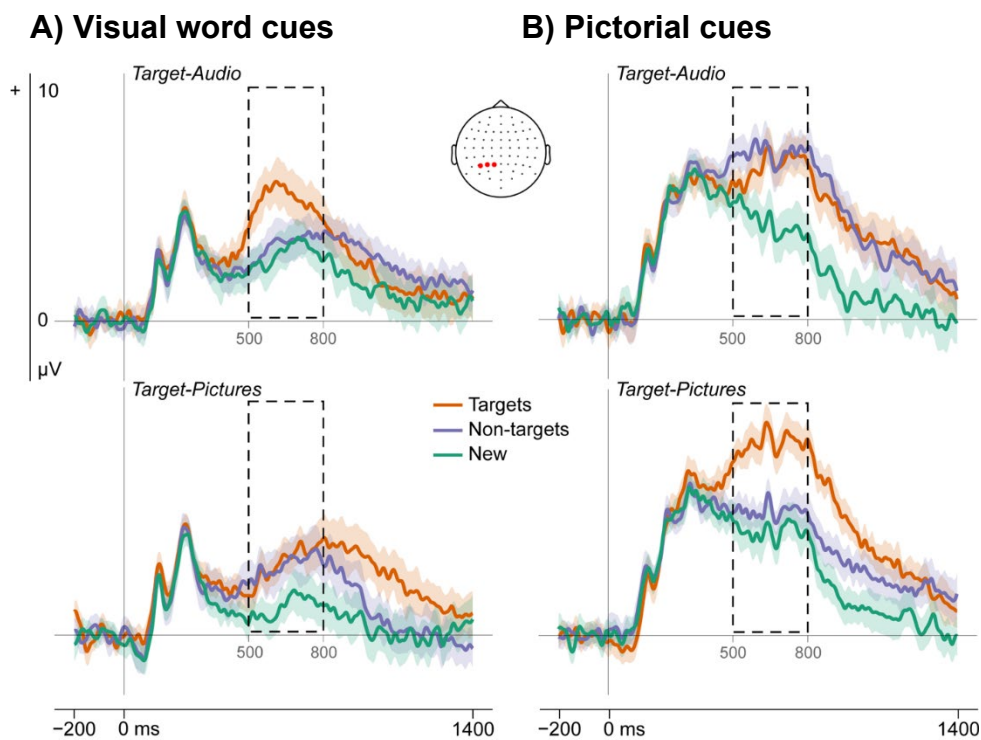 A) Visual word cues
B) Pictorial cues
Target-Audio
Target-Audio
+
10
0
µV
500
800
500
800
Target-Pictures
Target-Pictures
Targets
Non-targets
New
500
800
500
800
−200
0 ms
1400
−200
0 ms
1400